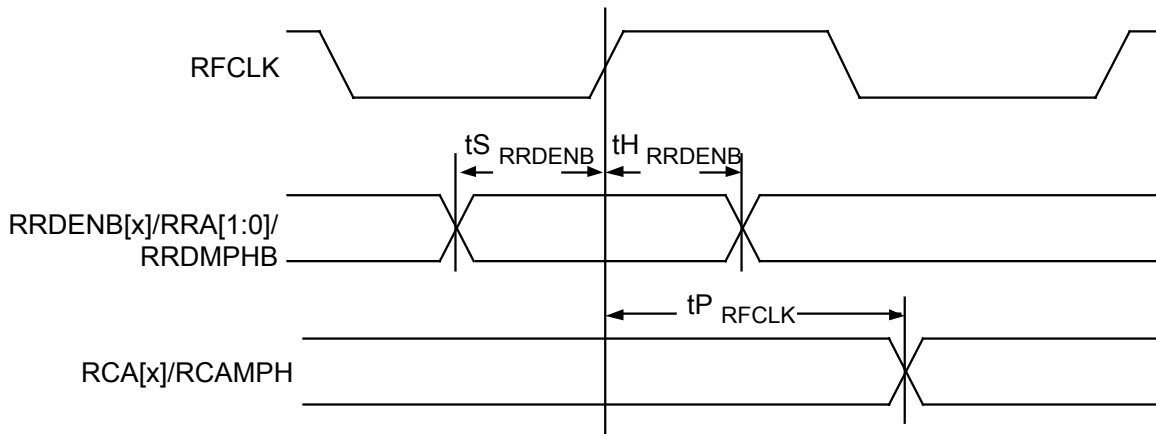 RFCLK
tS RRDENB
tH RRDENB
RRDENB[x]/RRA[1:0]/
RRDMPHB
tP RFCLK
RCA[x]/RCAMPH